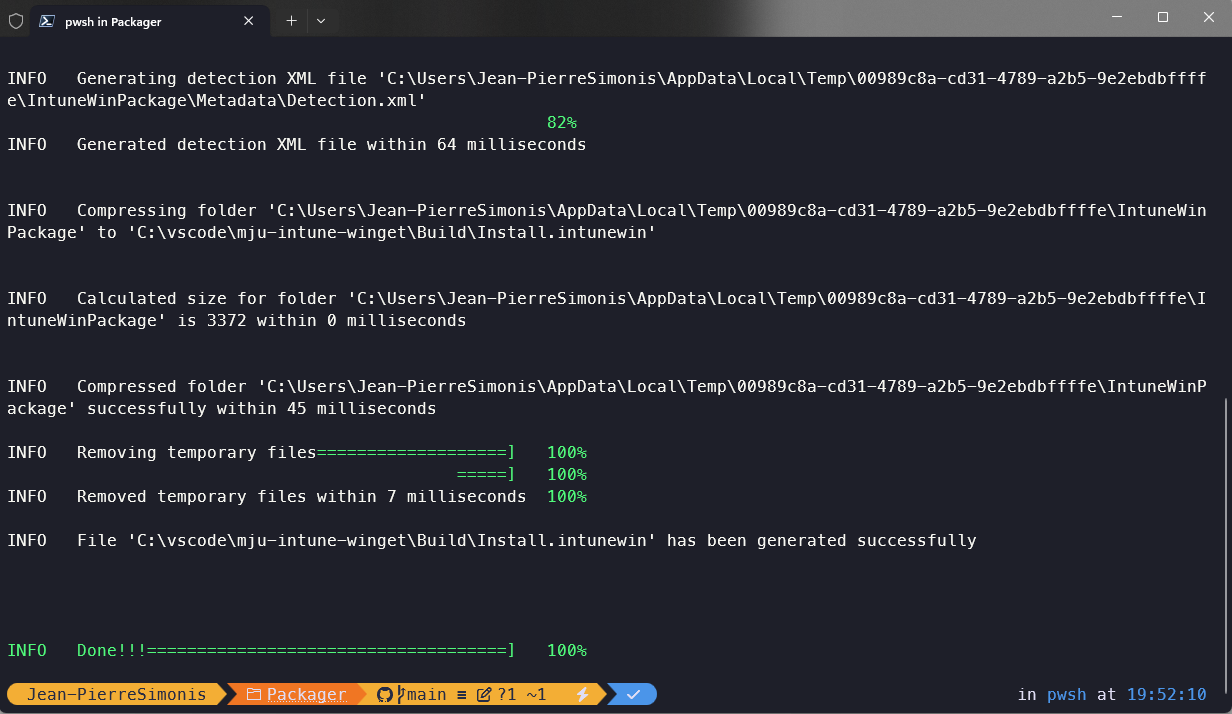 pwsh in Packager
INFO   Generating detection XML file 'C:\Users\Jean-PierreSimonis\AppData\Local\Temp\00989c8a-cd31-4789-a2b5-9e2ebdbffff
e\IntuneWinPackage\Metadata\Detection.xml'
82%
INFO   Generated detection XML file within 64 milliseconds
INFO   Compressing folder 'C:\Users\Jean-PierreSimonis\AppData\Local\Temp\00989c8a-cd31-4789-a2b5-9e2ebdbffffe\IntuneWin
Package' to 'C:\vscode\mju-intune-winget\Build\Install.intunewin'
INFO   Calculated size for folder 'C:\Users\Jean-PierreSimonis\AppData\Local\Temp\00989c8a-cd31-4789-a2b5-9e2ebdbffffe\I
ntuneWinPackage' is 3372 within 0 milliseconds
INFO   Compressed folder 'C:\Users\Jean-PierreSimonis\AppData\Local\Temp\00989c8a-cd31-4789-a2b5-9e2ebdbffffe\IntuneWinP
ackage' successfully within 45 milliseconds
INFO   Removing temporary files===================]   100%
=====]   100%
INFO   Removed temporary files within 7 milliseconds  100%
INFO   File 'C:\vscode\mju-intune-winget\Build\Install.intunewin' has been generated successfully
INFO   Done!!!====================================]   100%
Jean-PierreSimonis Packager main ≡ ?1 ~1 in pwsh at 19:52:10